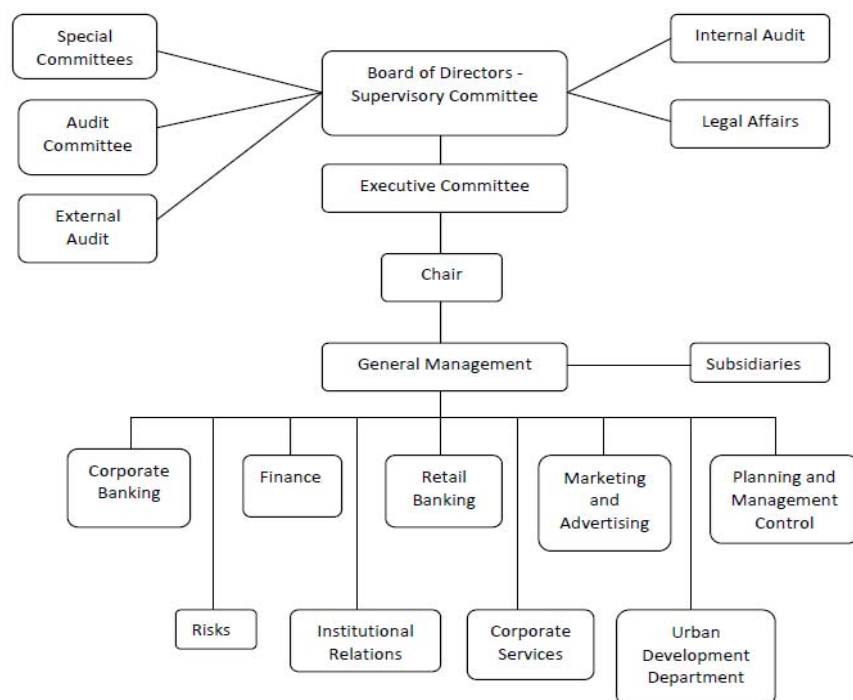 Special
Committees
Board of Directors -
Supervisory Committee
Internal Audit
Audit
Committee
Legal Affairs
External
Audit
Executive Committee
Chair
General Management
Subsidiaries
Corporate
Banking
Finance
Retail
Banking
Marketing
and
Advertising
Planning and
Management
Control
Risks
Institutional
Relations
Corporate
Services
Urban
Development
Department